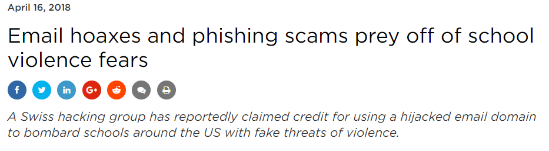 April 16, 2018
Email hoaxes and phishing scams prey off of school
violence fears
A Swiss hacking group has reportedly claimed credit for using a hijacked email domain
to bombard schools around the US with fake threats of violence.